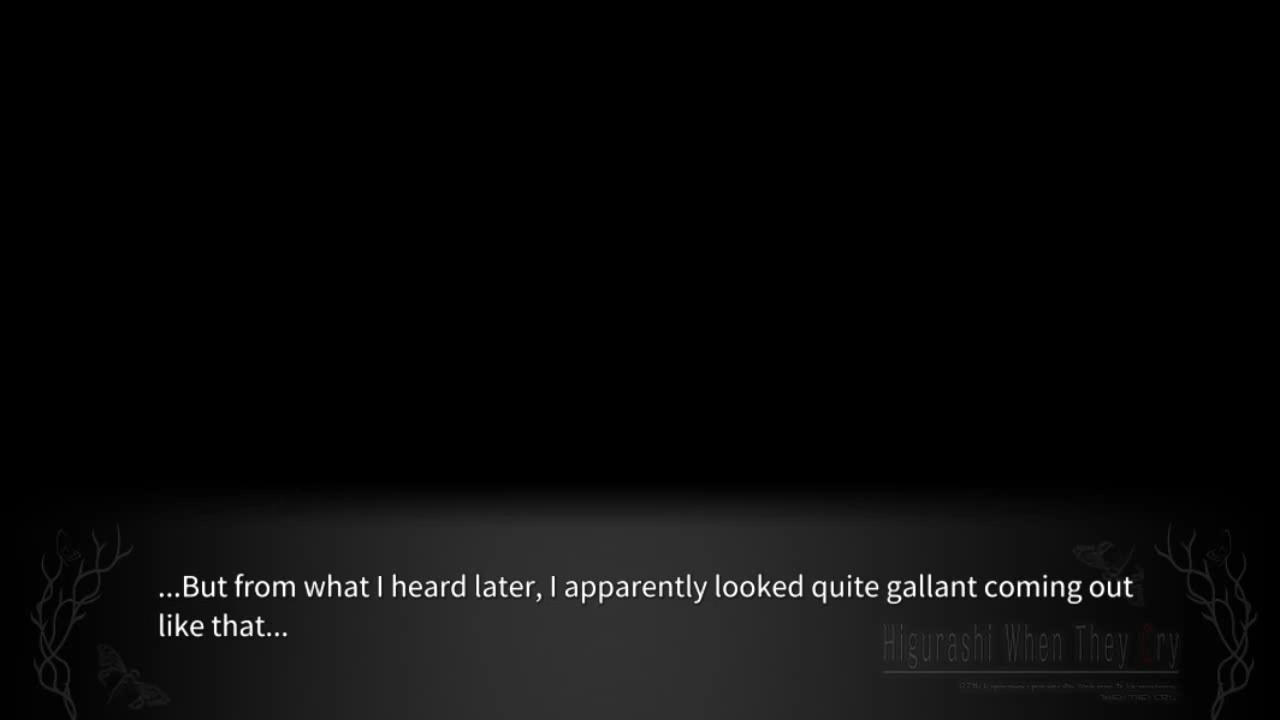 ...But from what I heard later, I apparently looked quite gallant coming out
like that...
Higurashi When They Cry